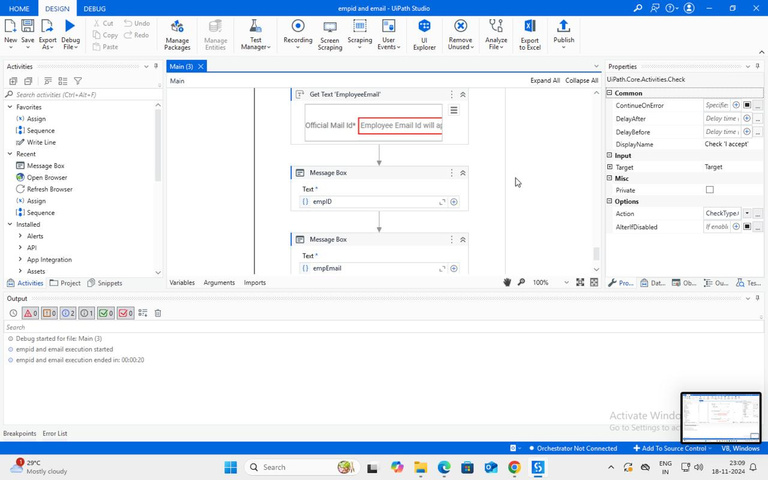 HOME DESIGN DEBUG empid and email - UiPath Studio
New Save Export As Debug File Cut Copy Paste Undo Redo Manage Packages Manage Entities Test Manager Recording Screen Scraping Scraping User Events UI Explorer Remove Unused Analyze File Export to Excel Publish
Activities
Search activities (Ctrl+Alt+F)
Favorites
Assign
Sequence
Write Line
Recent
Message Box
Open Browser
Refresh Browser
Assign
Sequence
Installed
Alerts
API
App Integration
Assets
Activities Project Snippets
Main (3)
Main Expand All Collapse All
Get Text 'EmployeeEmail'
Official Mail Id* Employee Email Id will ap
Message Box
Text *
empID
Message Box
Text *
empEmail
Variables Arguments Imports 100%
Properties
UiPath.Core.Activities.Check
Common
ContinueOnError Specifie
DelayAfter Delay time
DelayBefore Delay time
DisplayName Check 'I accept'
Input
Target Target
Misc
Private
Options
Action CheckType.
AlterIfDisabled If enabl
Pro... Dat... Ob... Ou... Tes...
Output
0 0 2 1 0 0
Search
Debug started for file: Main (3)
empid and email execution started
empid and email execution ended in: 00:00:20
Activate Windo
Go to Settings to ac
Breakpoints Error List
Orchestrator Not Connected Add To Source Control VB, Windows
29°C
Mostly cloudy
Search
ENG
IN
23:09
18-11-2024